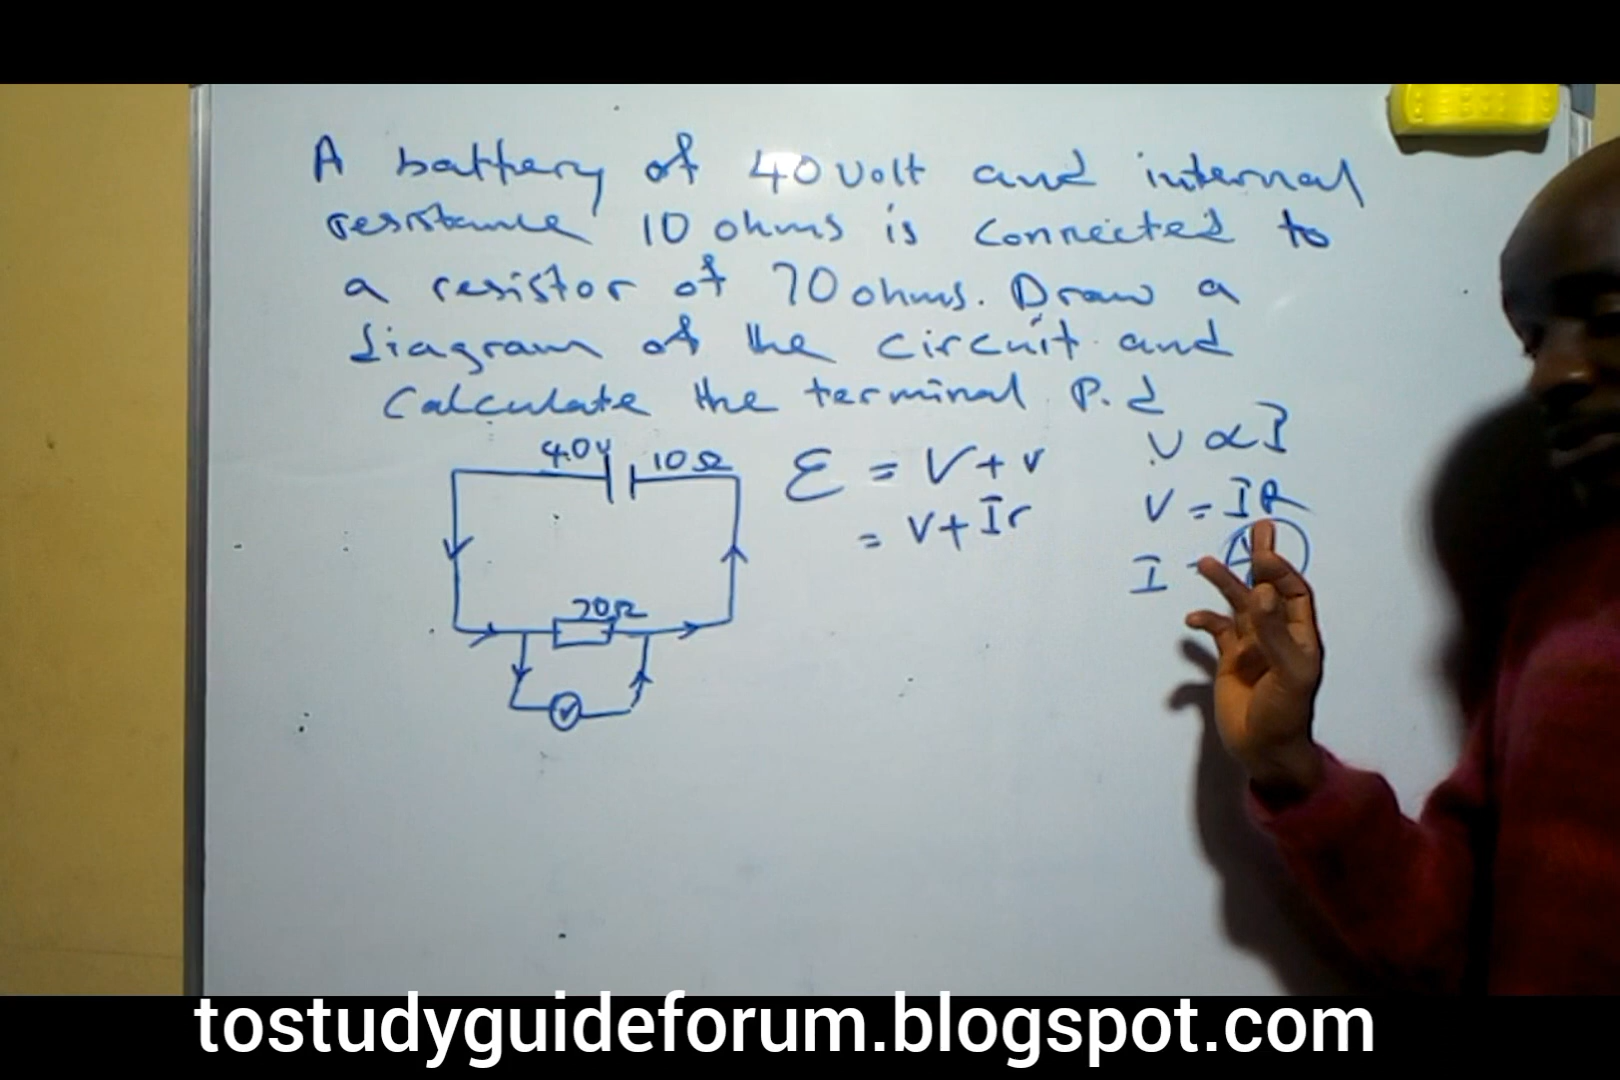 A battery of 40 volt and internal
resistance 10 ohms is connected to
a resistor of 70 ohms. Draw a
diagram of the circuit and
Calculate the terminal P.d
40V 10Ω
70Ω
V
Ɛ = V + v
= V + Ir
V ∝ I
V = IR
I =
tostudyguideforum.blogspot.com